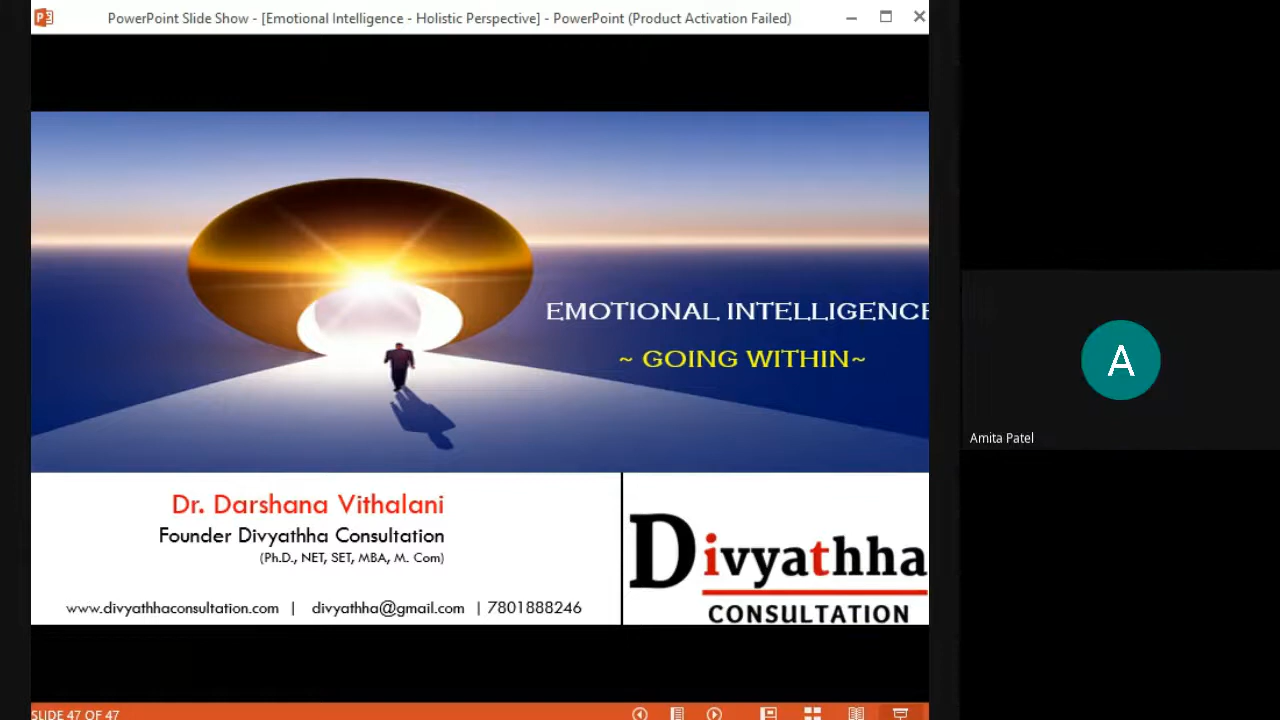 PowerPoint Slide Show - [Emotional Intelligence - Holistic Perspective] - PowerPoint (Product Activation Failed)
EMOTIONAL INTELLIGENCE
~ GOING WITHIN~
A
Amita Patel
Dr. Darshana Vithalani
Founder Divyathha Consultation
(Ph.D., NET, SET, MBA, M. Com)
www.divyathhaconsultation.com | divyathha@gmail.com | 7801888246
Divyathha
CONSULTATION
SLIDE 47 OF 47